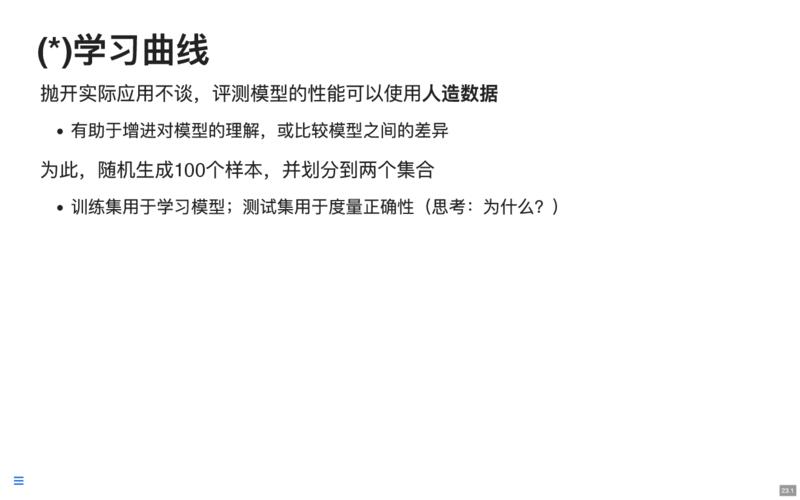 (*)学习曲线
抛开实际应用不谈，评测模型的性能可以使用人造数据
• 有助于增进对模型的理解，或比较模型之间的差异
为此，随机生成100个样本，并划分到两个集合
• 训练集用于学习模型；测试集用于度量正确性（思考：为什么？）
23.1